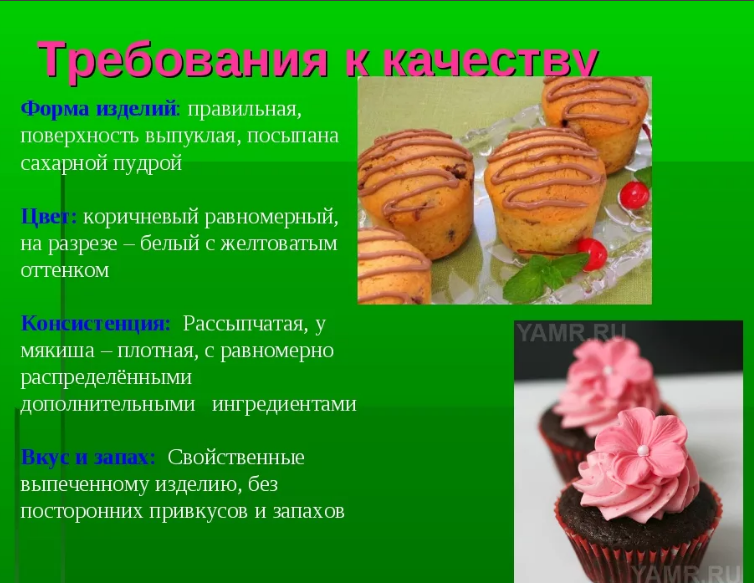 Требования к качеству
Форма изделий: правильная,
поверхность выпуклая, посыпана
сахарной пудрой
Цвет: коричневый равномерный,
на разрезе – белый с желтоватым
оттенком
Консистенция: Рассыпчатая, у
мякиша – плотная, с равномерно
распределёнными
дополнительными ингредиентами
Вкус и запах: Свойственные
выпеченному изделию, без
посторонних привкусов и запахов
YAMR.RU
YAMR.RU